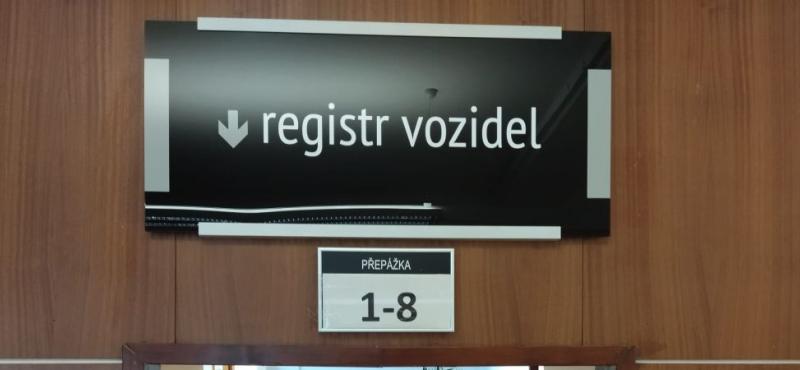 registr vozidel
PŘEPÁŽKA
1-8